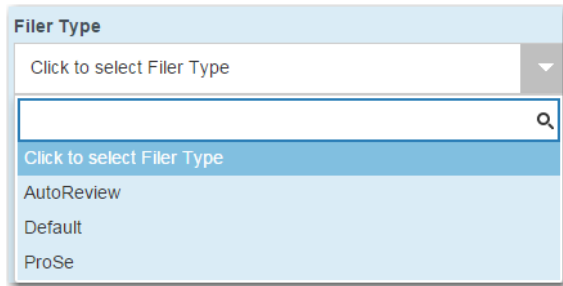 Filer Type
Click to select Filer Type
Click to select Filer Type
AutoReview
Default
ProSe